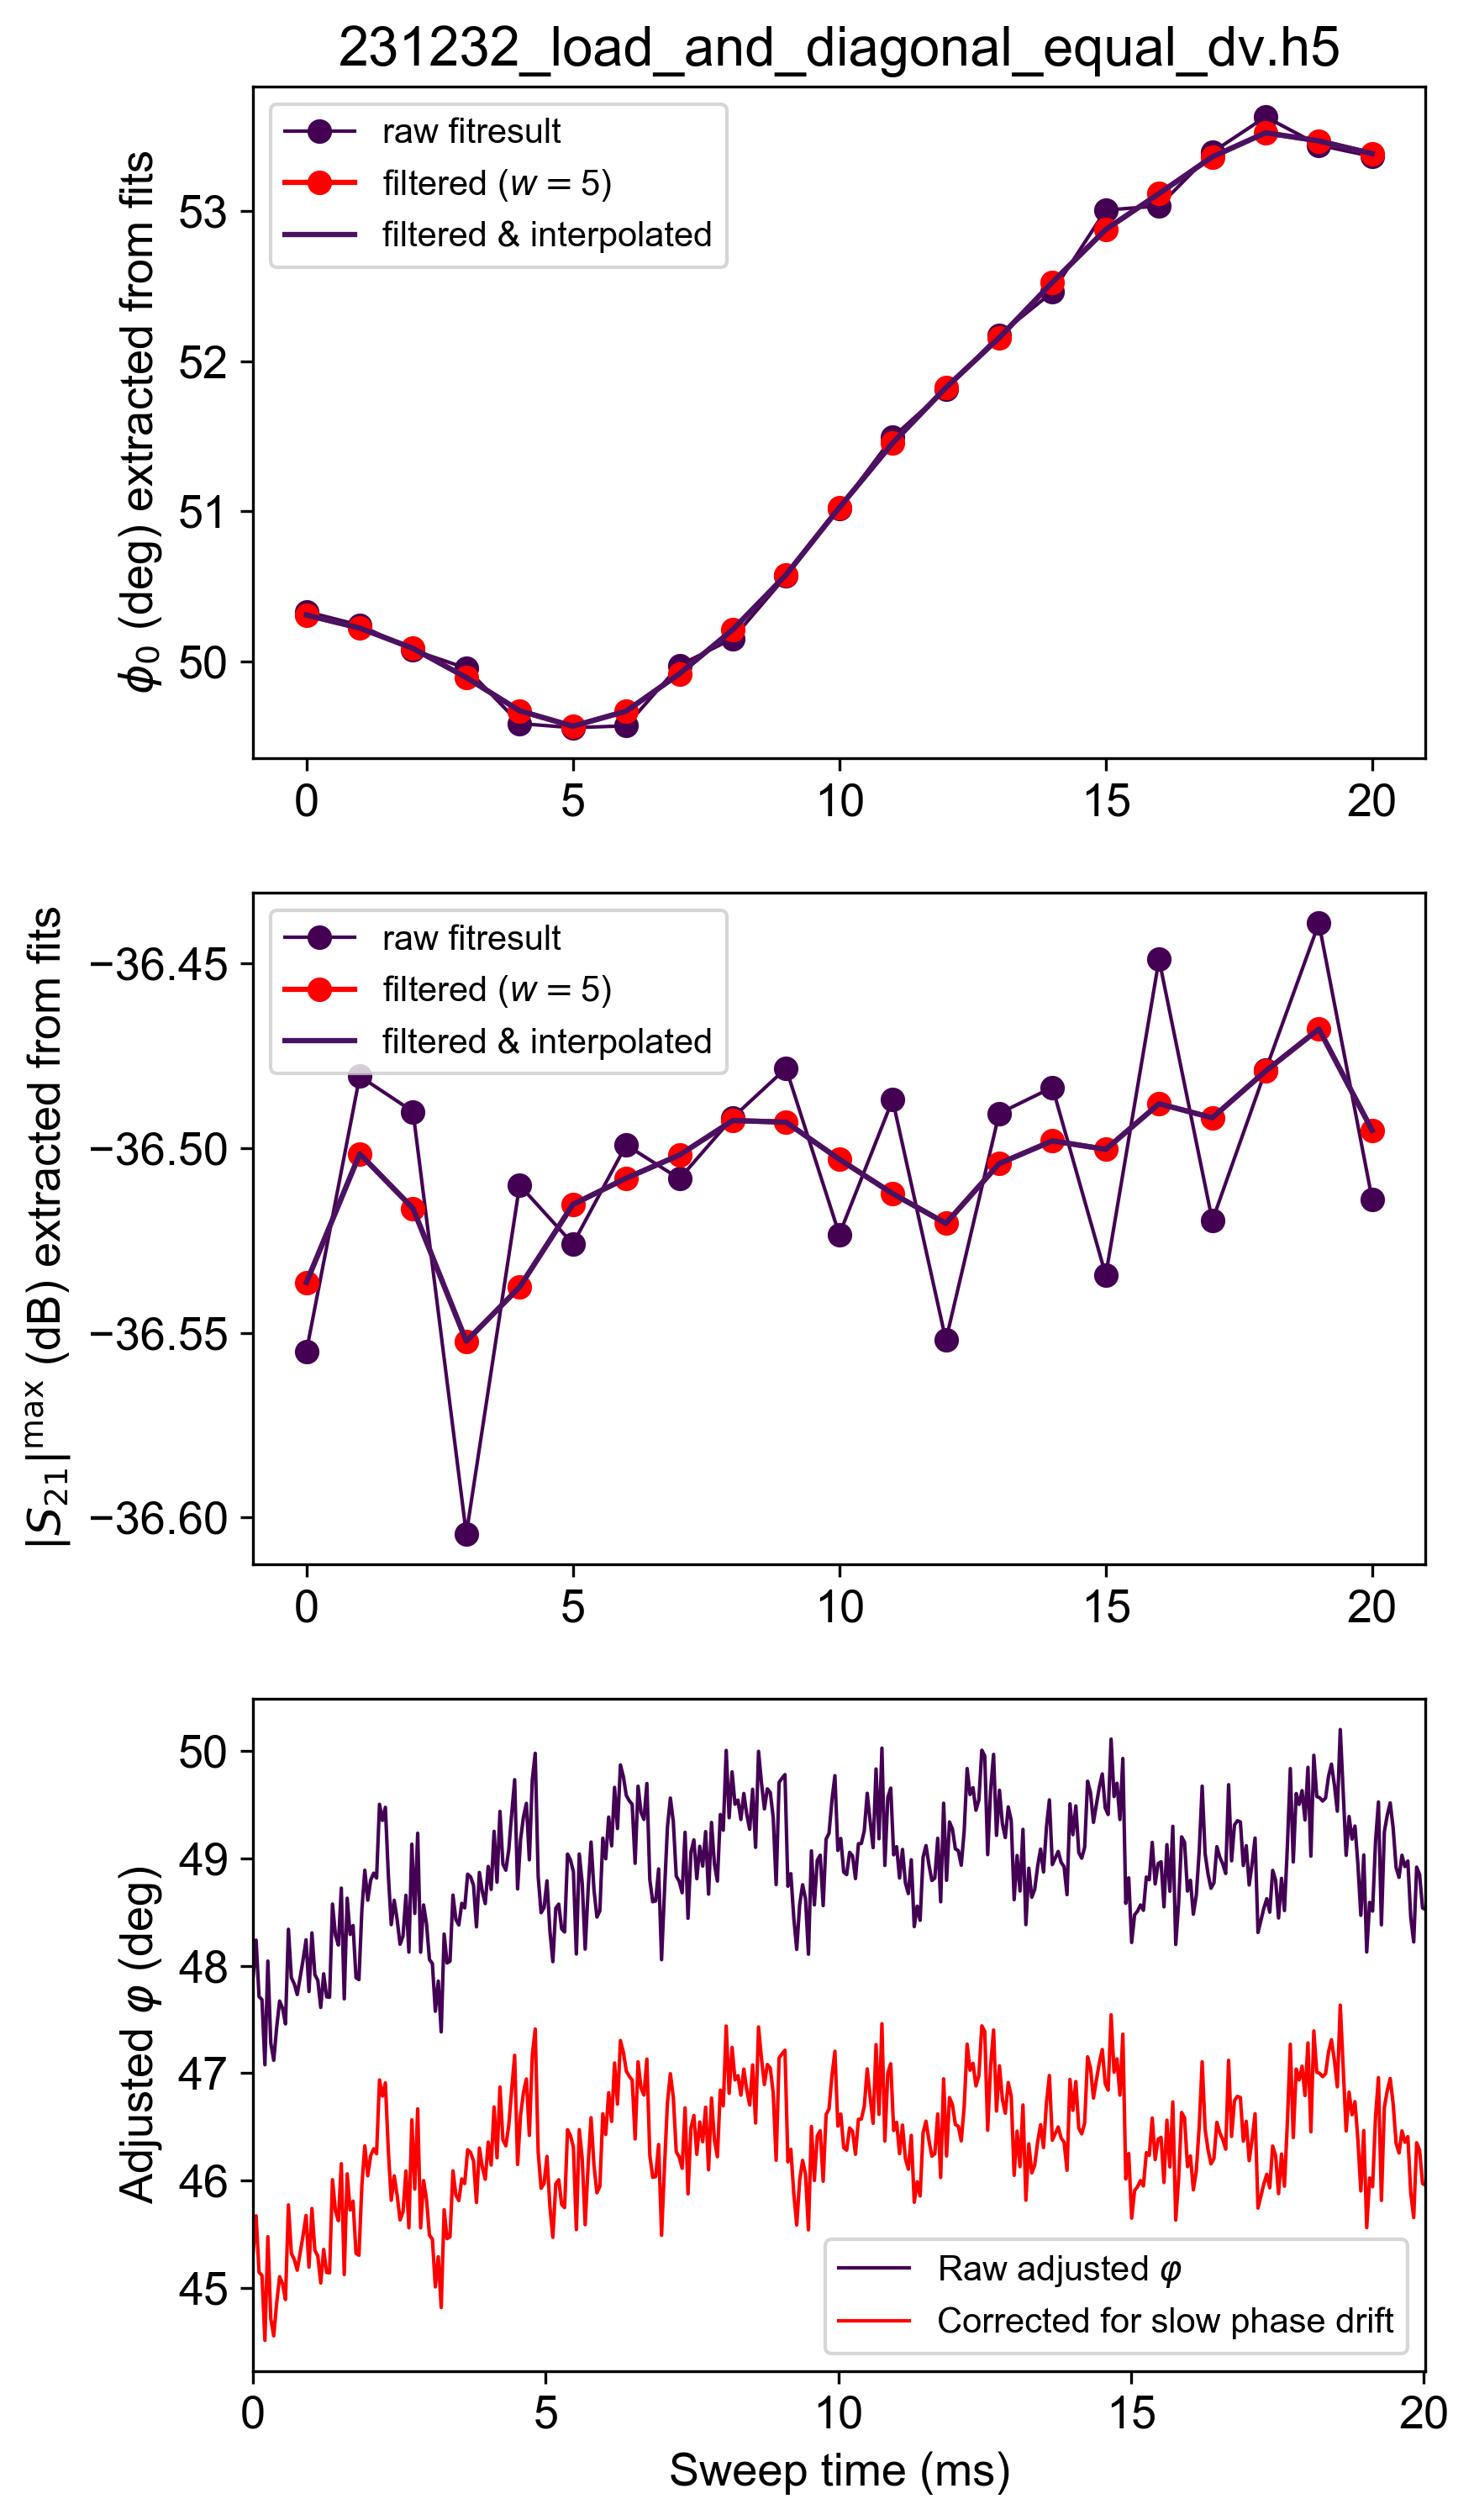 231232_load_and_diagonal_equal_dv.h5
ϕ₀ (deg) extracted from fits
53
52
51
50
raw fitresult
filtered (w = 5)
filtered & interpolated
0 5 10 15 20
|S₂₁|ᵐᵃˣ (dB) extracted from fits
−36.45
−36.50
−36.55
−36.60
raw fitresult
filtered (w = 5)
filtered & interpolated
0 5 10 15 20
Adjusted φ (deg)
50
49
48
47
46
45
Raw adjusted φ
Corrected for slow phase drift
0 5 10 15 20
Sweep time (ms)